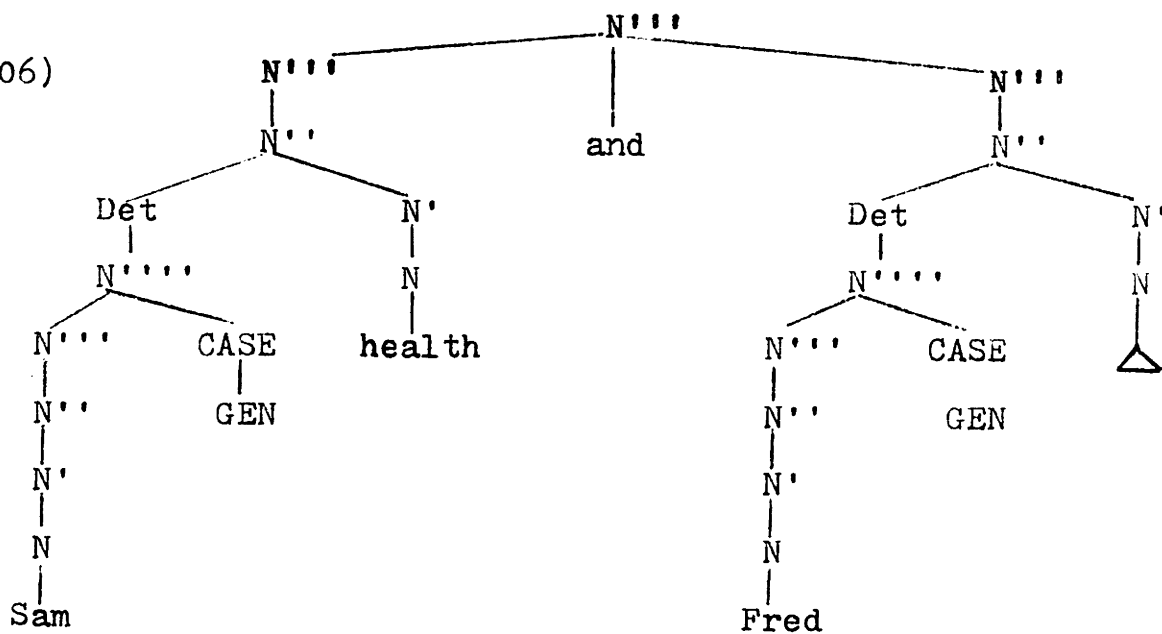 N'''
06) N''' N'''
N'' and N''
Det N' Det N'
N'''' N N'''' N
N''' CASE health N''' CASE
N'' GEN N'' GEN
N' N'
N N
Sam Fred